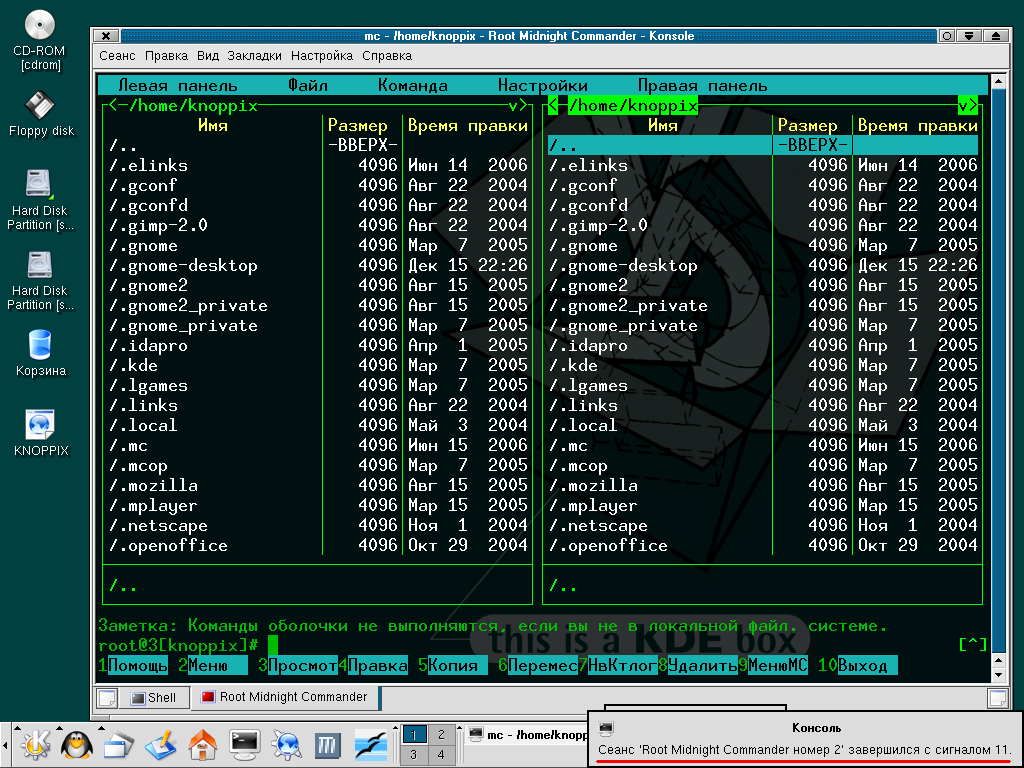 CD-ROM
[cdrom]
Floppy disk
Hard Disk
Partition [s...
Hard Disk
Partition [s...
Корзина
KNOPPIX
mc - /home/knoppix - Root Midnight Commander - Konsole
Сеанс Правка Вид Закладки Настройка Справка
Левая панель Файл Команда Настройки Правая панель
<-/home/knoppix v> < /home/knoppix v>
Имя Размер Время правки Имя Размер Время правки
/.. -ВВЕРХ- /.. -ВВЕРХ-
/.elinks 4096 Июн 14 2006 /.elinks 4096 Июн 14 2006
/.gconf 4096 Авг 22 2004 /.gconf 4096 Авг 22 2004
/.gconfd 4096 Авг 22 2004 /.gconfd 4096 Авг 22 2004
/.gimp-2.0 4096 Авг 22 2004 /.gimp-2.0 4096 Авг 22 2004
/.gnome 4096 Мар 7 2005 /.gnome 4096 Мар 7 2005
/.gnome-desktop 4096 Дек 15 22:26 /.gnome-desktop 4096 Дек 15 22:26
/.gnome2 4096 Авг 15 2005 /.gnome2 4096 Авг 15 2005
/.gnome2_private 4096 Авг 15 2005 /.gnome2_private 4096 Авг 15 2005
/.gnome_private 4096 Мар 7 2005 /.gnome_private 4096 Мар 7 2005
/.idapro 4096 Апр 1 2005 /.idapro 4096 Апр 1 2005
/.kde 4096 Мар 7 2005 /.kde 4096 Мар 7 2005
/.lgames 4096 Мар 7 2005 /.lgames 4096 Мар 7 2005
/.links 4096 Авг 22 2004 /.links 4096 Авг 22 2004
/.local 4096 Май 3 2004 /.local 4096 Май 3 2004
/.mc 4096 Июн 15 2006 /.mc 4096 Июн 15 2006
/.mcop 4096 Мар 7 2005 /.mcop 4096 Мар 7 2005
/.mozilla 4096 Авг 15 2005 /.mozilla 4096 Авг 15 2005
/.mplayer 4096 Мар 15 2005 /.mplayer 4096 Мар 15 2005
/.netscape 4096 Ноя 1 2004 /.netscape 4096 Ноя 1 2004
/.openoffice 4096 Окт 29 2004 /.openoffice 4096 Окт 29 2004
/.. /..
Заметка: Команды оболочки не выполняются, если вы не в локальной файл. системе.
this is a KDE box
root@3[knoppix]# [^]
1Помощь 2Меню 3Просмот4Правка 5Копия 6Перемес7НвКтлог8Удалить9МенюМС 10Выход
Shell Root Midnight Commander
1 2
3 4
mc - /home/knopp
Консоль
Сеанс 'Root Midnight Commander номер 2' завершился с сигналом 11.